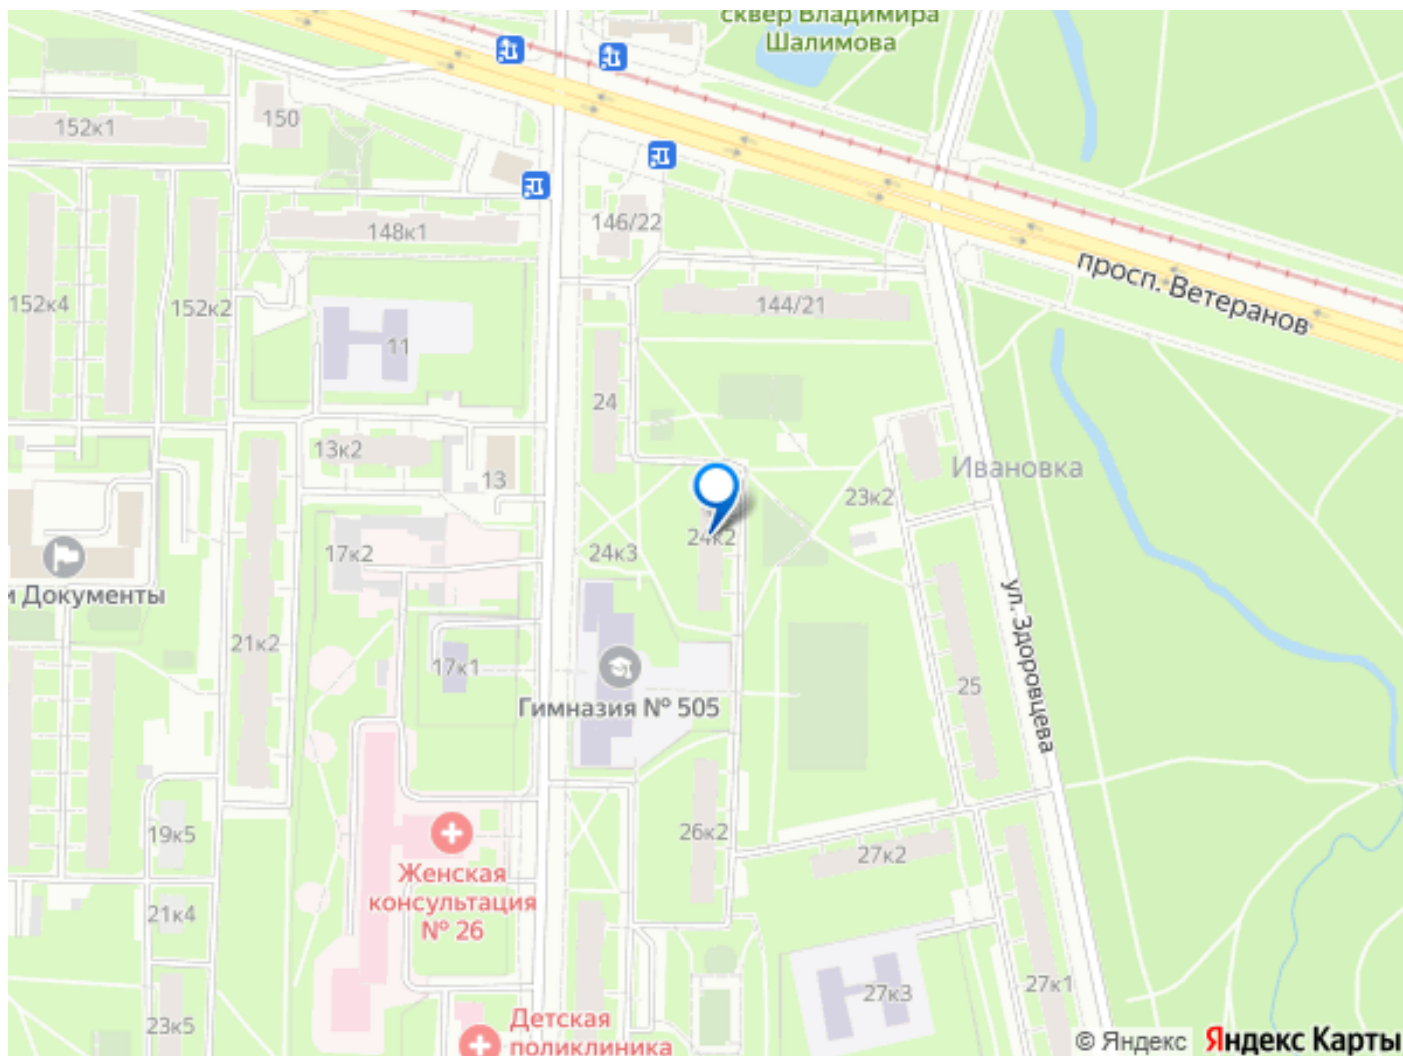 сквер Владимира
Шалимова
152к1
150
146/22
148к1
просп. Ветеранов
152к4
152к2
144/21
11
24
13к2
13
Ивановка
23к2
17к2
24к3
24к2
и Документы
ул. Здоровцева
21к2
17к1
25
Гимназия № 505
19к5
26к2
27к2
Женская
консультация
№ 26
21к4
27к3
27к1
23к5
Детская
поликлиника
© Яндекс Яндекс Карты